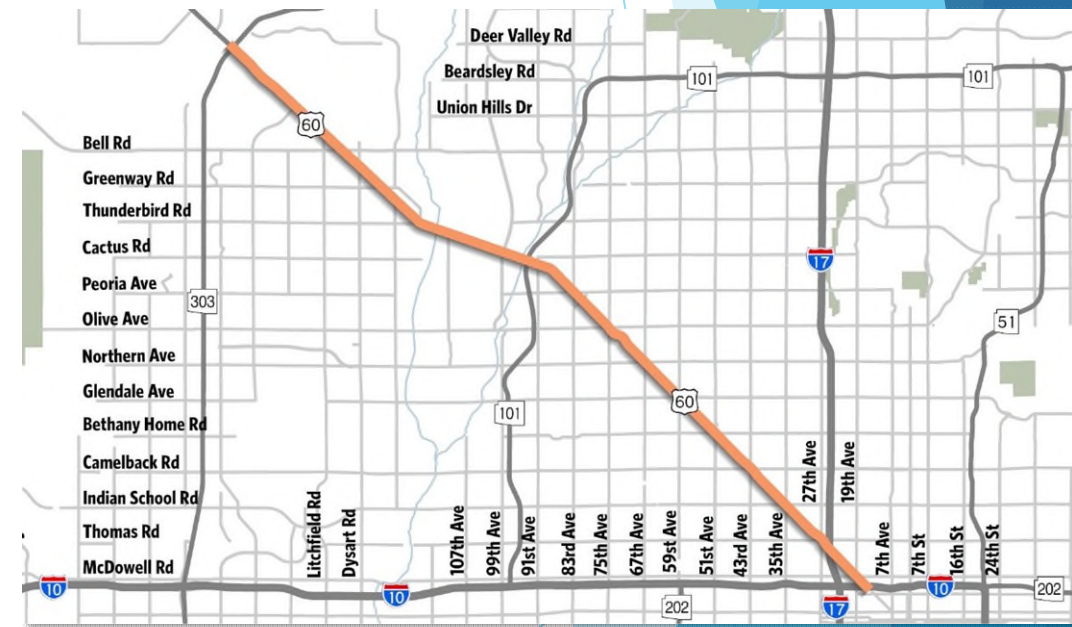 Deer Valley Rd
Beardsley Rd
101
101
Union Hills Dr
60
Bell Rd
Greenway Rd
Thunderbird Rd
Cactus Rd
17
Peoria Ave
303
Olive Ave
51
Northern Ave
Glendale Ave
60
101
Bethany Home Rd
Camelback Rd
Indian School Rd
Thomas Rd
McDowell Rd
Litchfield Rd
Dysart Rd
107th Ave
99th Ave
91st Ave
83rd Ave
75th Ave
67th Ave
59st Ave
51st Ave
43rd Ave
35th Ave
27th Ave
19th Ave
7th Ave
7th St
16th St
24th St
10
10
10
202
202
17